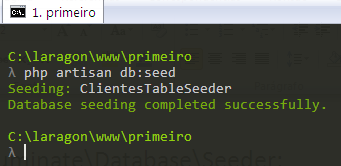 1. primeiro
C:\laragon\www\primeiro
λ php artisan db:seed
Seeding: ClientesTableSeeder
Database seeding completed successfully.
C:\laragon\www\primeiro
λ